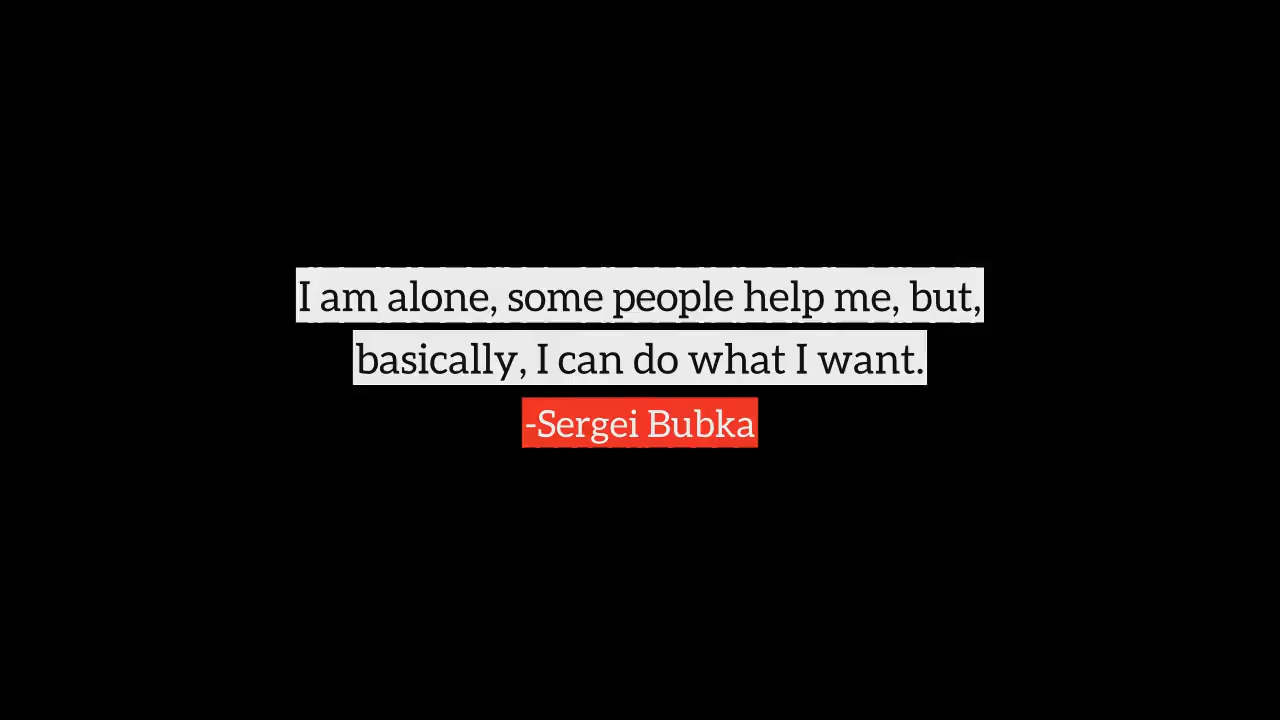 I am alone, some people help me, but,
basically, I can do what I want.
-Sergei Bubka